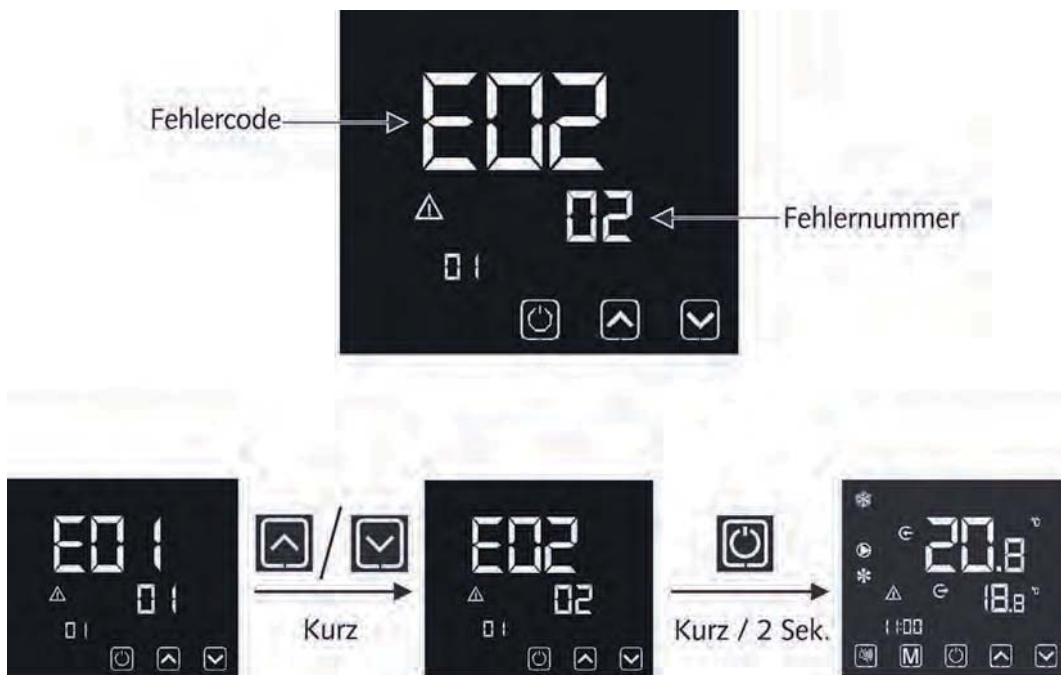 E02
Fehlercode
02
Fehlernummer
01
E01
01
01
Kurz
E02
02
01
Kurz / 2 Sek.
20.8 °C
18.8 °C
11:00
M